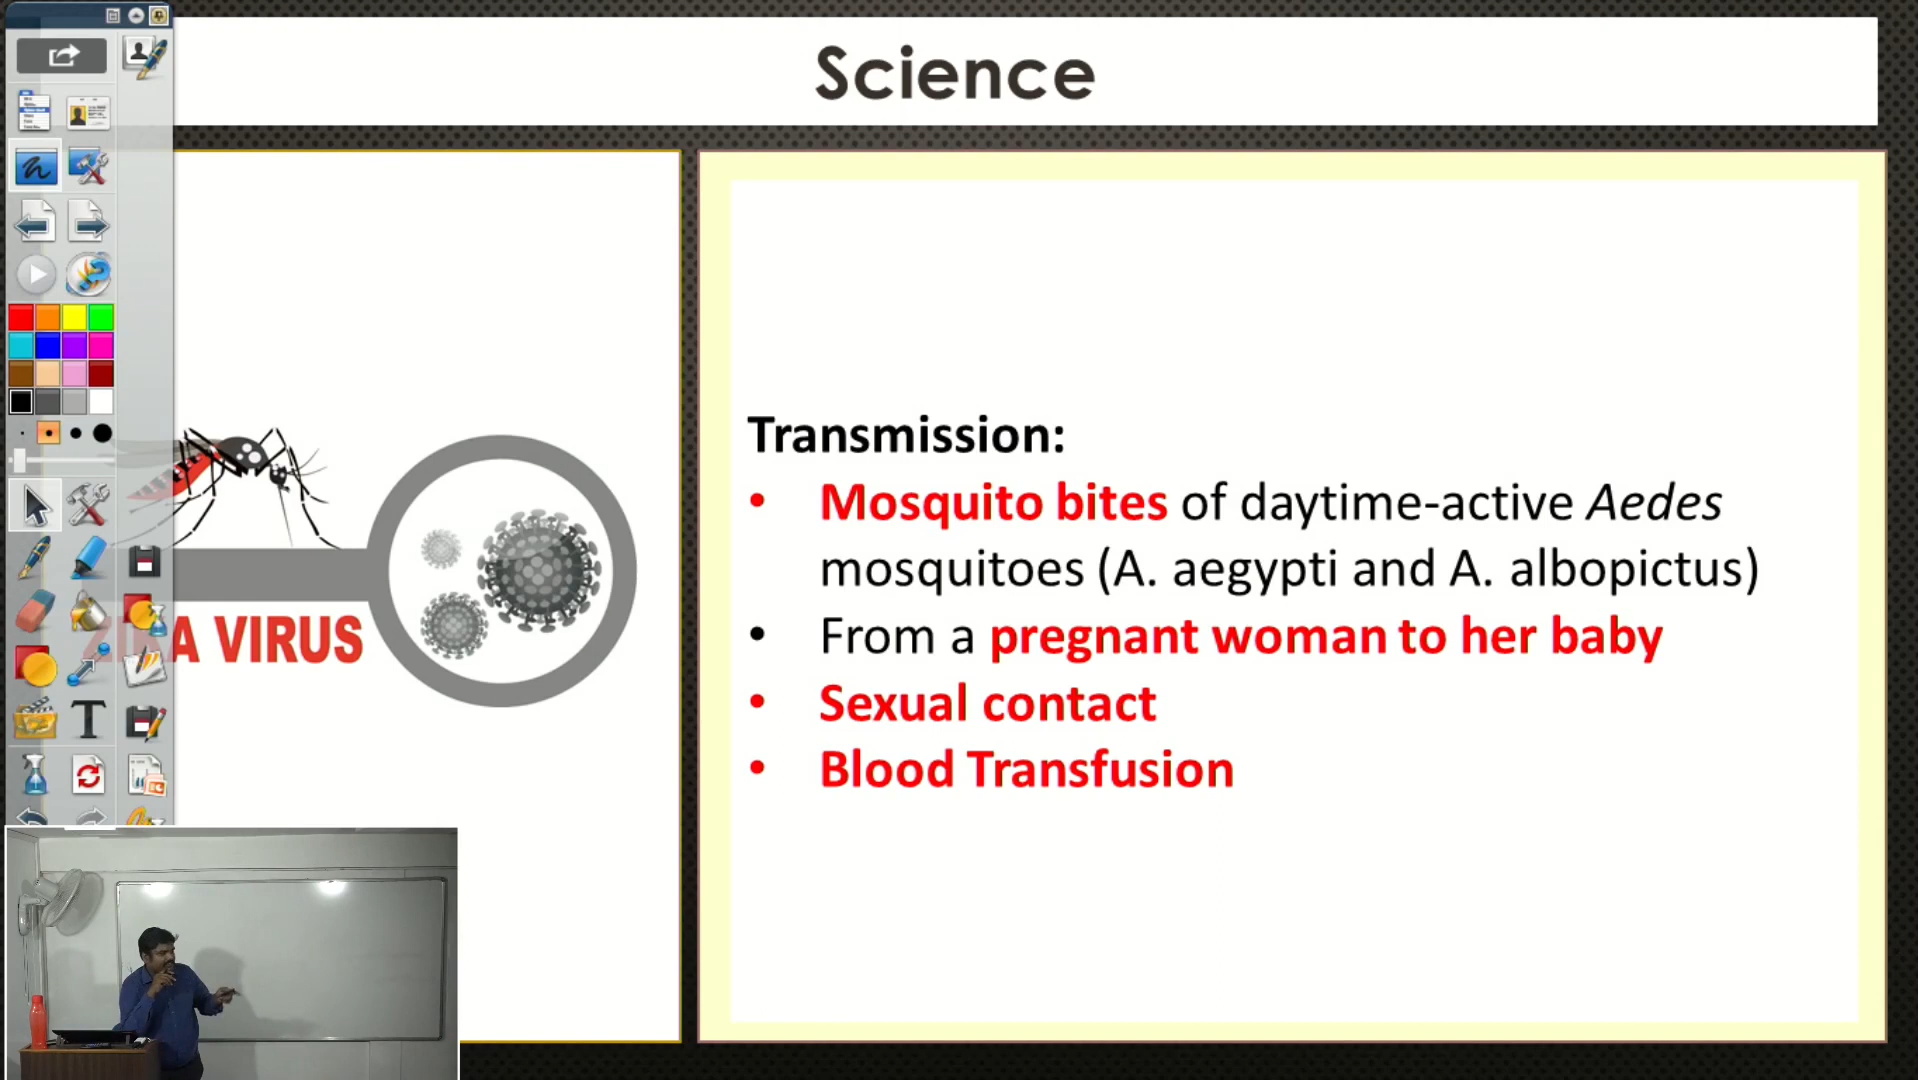 Science
Transmission:
• Mosquito bites of daytime-active Aedes
mosquitoes (A. aegypti and A. albopictus)
• From a pregnant woman to her baby
• Sexual contact
• Blood Transfusion
ZIKA VIRUS
T